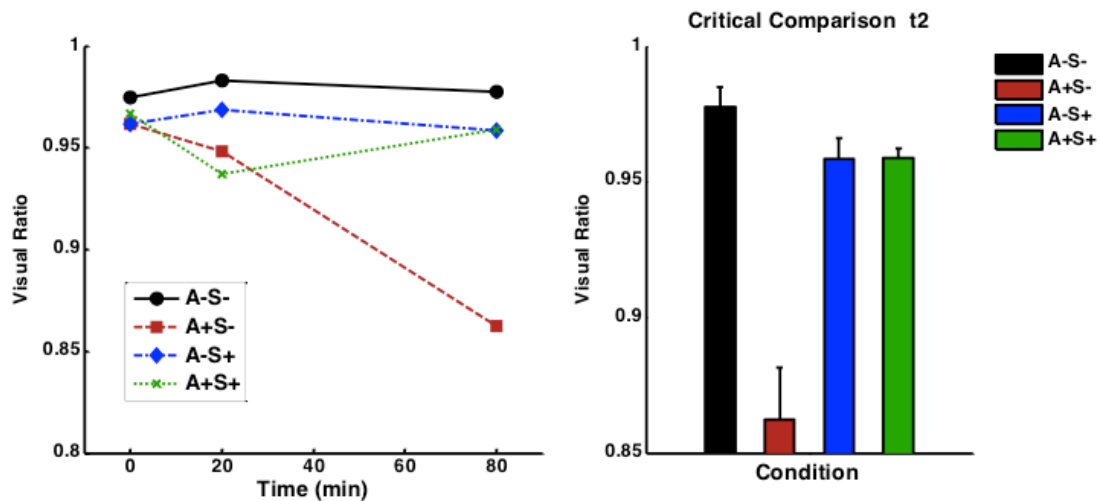 1
0.95
0.9
0.85
0.8
Visual Ratio
0 20 40 60 80
Time (min)
A-S-
A+S-
A-S+
A+S+
Critical Comparison t2
1
0.95
0.9
0.85
Visual Ratio
Condition
A-S-
A+S-
A-S+
A+S+